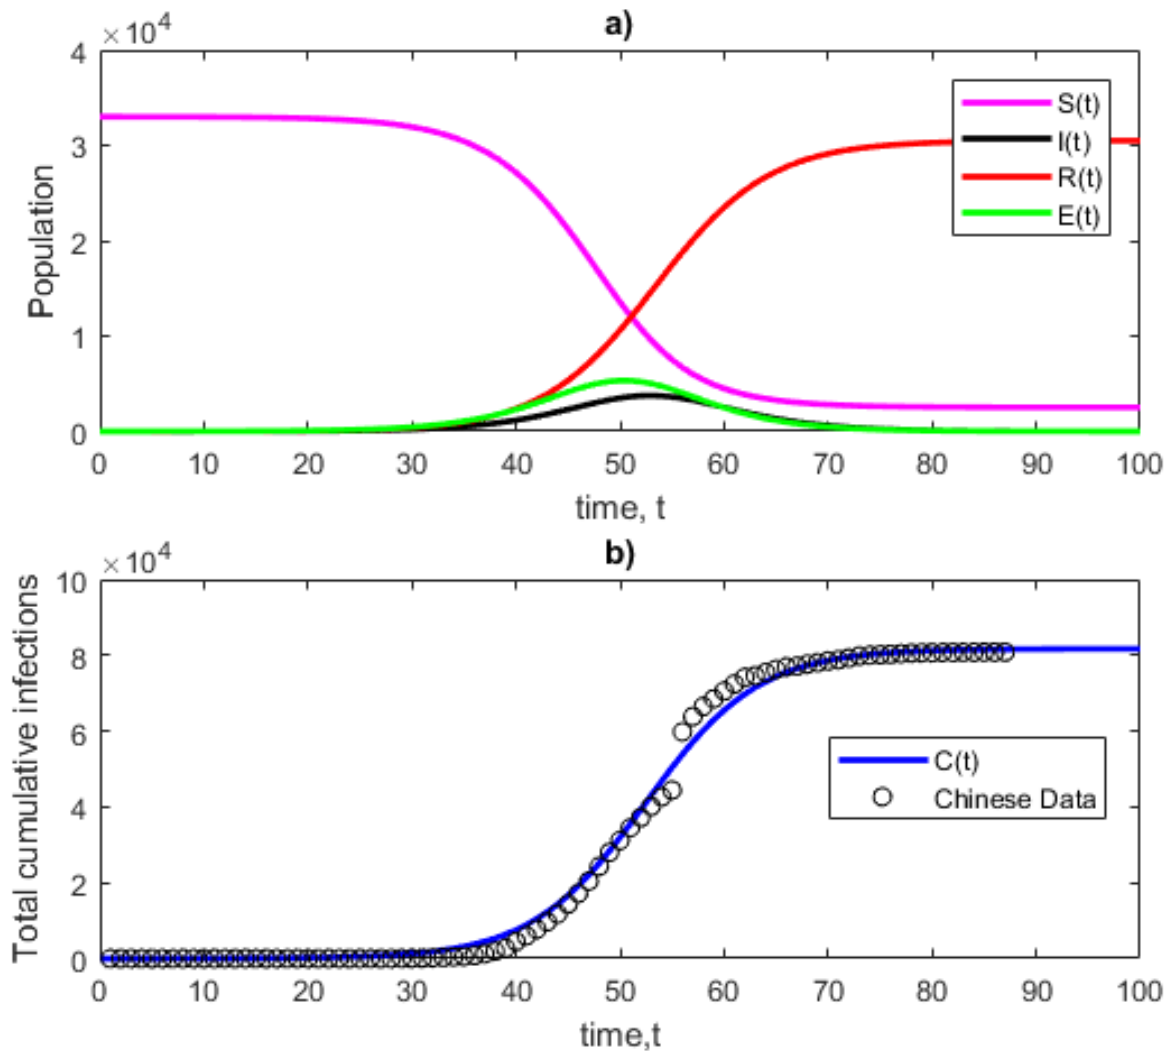 a)
×10⁴
4
3
2
1
0
Population
0 10 20 30 40 50 60 70 80 90 100
time, t
S(t)
I(t)
R(t)
E(t)
b)
×10⁴
10
8
6
4
2
0
Total cumulative infections
0 10 20 30 40 50 60 70 80 90 100
time,t
C(t)
Chinese Data